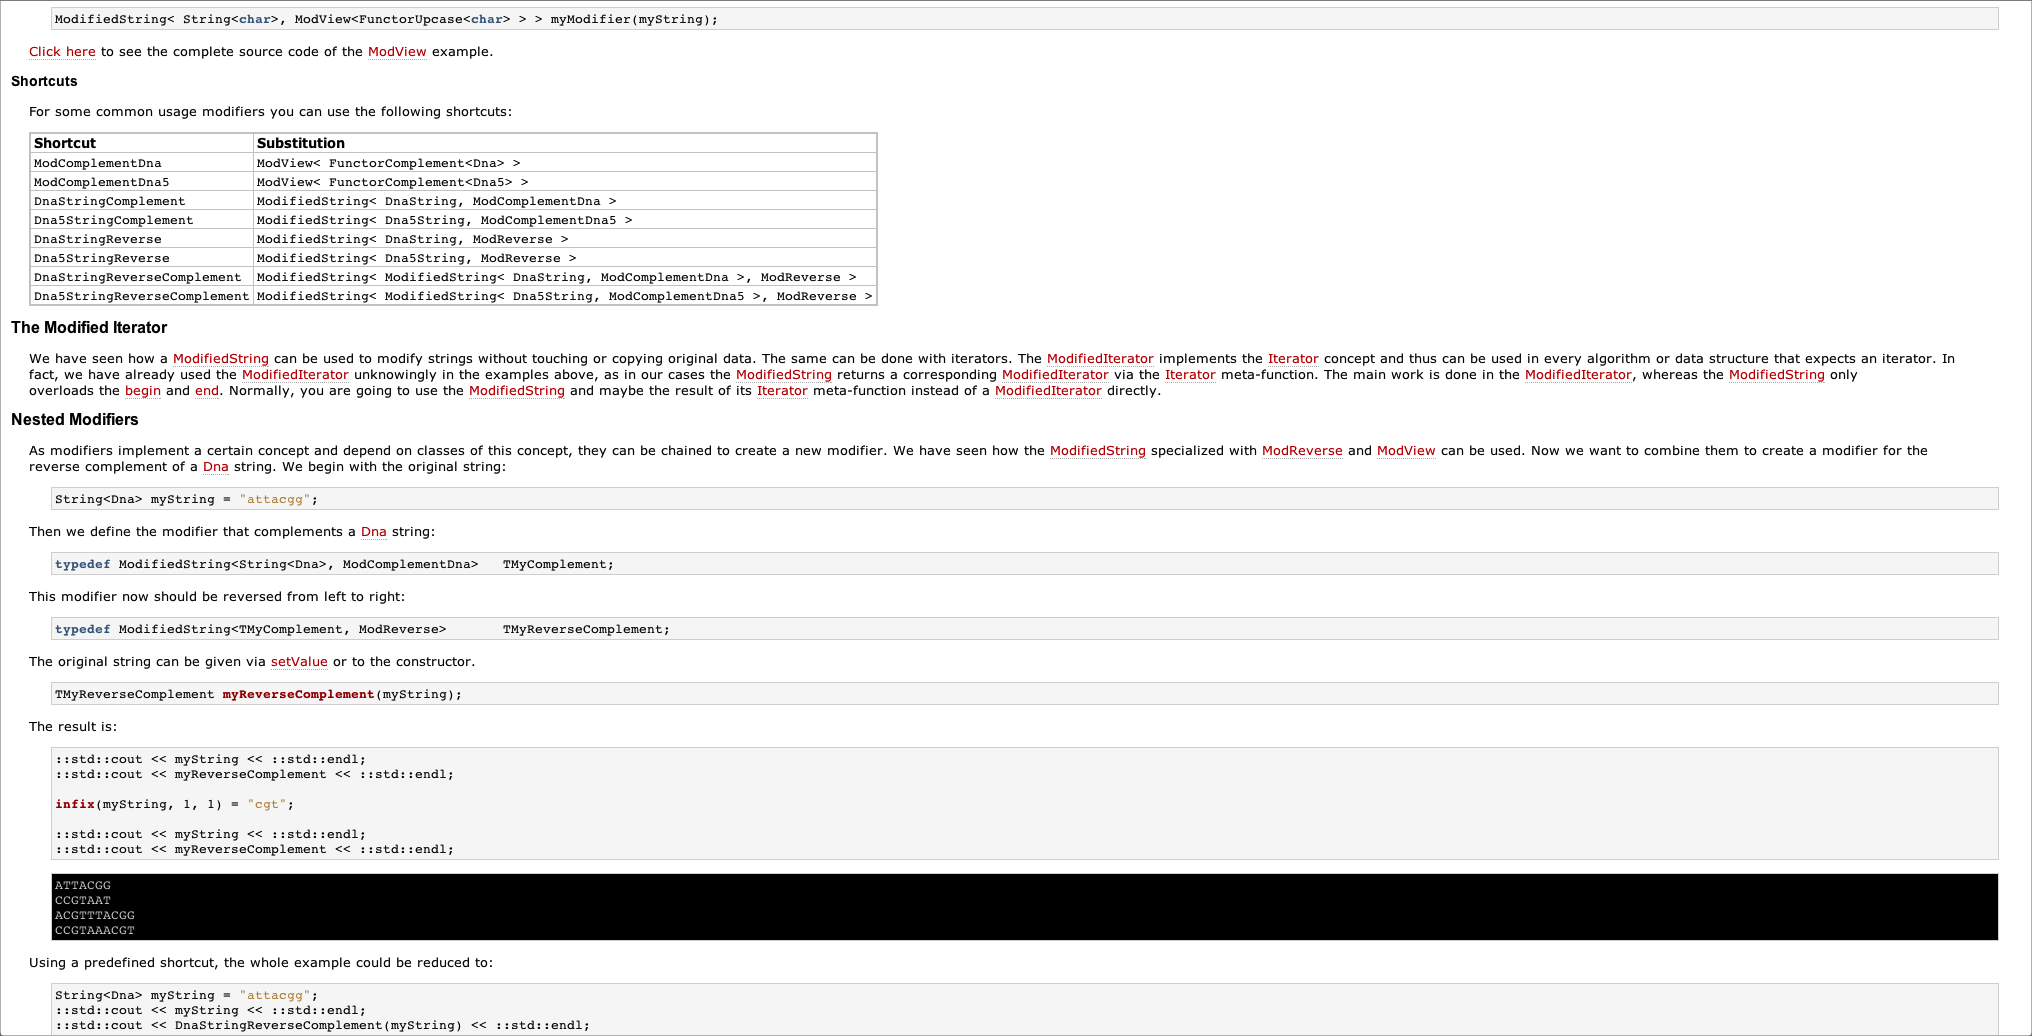 ModifiedString< String<char>, ModView<FunctorUpcase<char> > > myModifier(myString);
Click here to see the complete source code of the ModView example.
Shortcuts
For some common usage modifiers you can use the following shortcuts:
Shortcut Substitution
ModComplementDna ModView< FunctorComplement<Dna> >
ModComplementDna5 ModView< FunctorComplement<Dna5> >
DnaStringComplement ModifiedString< DnaString, ModComplementDna >
Dna5StringComplement ModifiedString< Dna5String, ModComplementDna5 >
DnaStringReverse ModifiedString< DnaString, ModReverse >
Dna5StringReverse ModifiedString< Dna5String, ModReverse >
DnaStringReverseComplement ModifiedString< ModifiedString< DnaString, ModComplementDna >, ModReverse >
Dna5StringReverseComplement ModifiedString< ModifiedString< Dna5String, ModComplementDna5 >, ModReverse >
The Modified Iterator
We have seen how a ModifiedString can be used to modify strings without touching or copying original data. The same can be done with iterators. The ModifiedIterator implements the Iterator concept and thus can be used in every algorithm or data structure that expects an iterator. In
fact, we have already used the ModifiedIterator unknowingly in the examples above, as in our cases the ModifiedString returns a corresponding ModifiedIterator via the Iterator meta-function. The main work is done in the ModifiedIterator, whereas the ModifiedString only
overloads the begin and end. Normally, you are going to use the ModifiedString and maybe the result of its Iterator meta-function instead of a ModifiedIterator directly.
Nested Modifiers
As modifiers implement a certain concept and depend on classes of this concept, they can be chained to create a new modifier. We have seen how the ModifiedString specialized with ModReverse and ModView can be used. Now we want to combine them to create a modifier for the
reverse complement of a Dna string. We begin with the original string:
String<Dna> myString = "attacgg";
Then we define the modifier that complements a Dna string:
typedef ModifiedString<String<Dna>, ModComplementDna>   TMyComplement;
This modifier now should be reversed from left to right:
typedef ModifiedString<TMyComplement, ModReverse>       TMyReverseComplement;
The original string can be given via setValue or to the constructor.
TMyReverseComplement myReverseComplement(myString);
The result is:
::std::cout << myString << ::std::endl;
::std::cout << myReverseComplement << ::std::endl;
infix(myString, 1, 1) = "cgt";
::std::cout << myString << ::std::endl;
::std::cout << myReverseComplement << ::std::endl;
ATTACGG
CCGTAAT
ACGTTTACGG
CCGTAAACGT
Using a predefined shortcut, the whole example could be reduced to:
String<Dna> myString = "attacgg";
::std::cout << myString << ::std::endl;
::std::cout << DnaStringReverseComplement(myString) << ::std::endl;